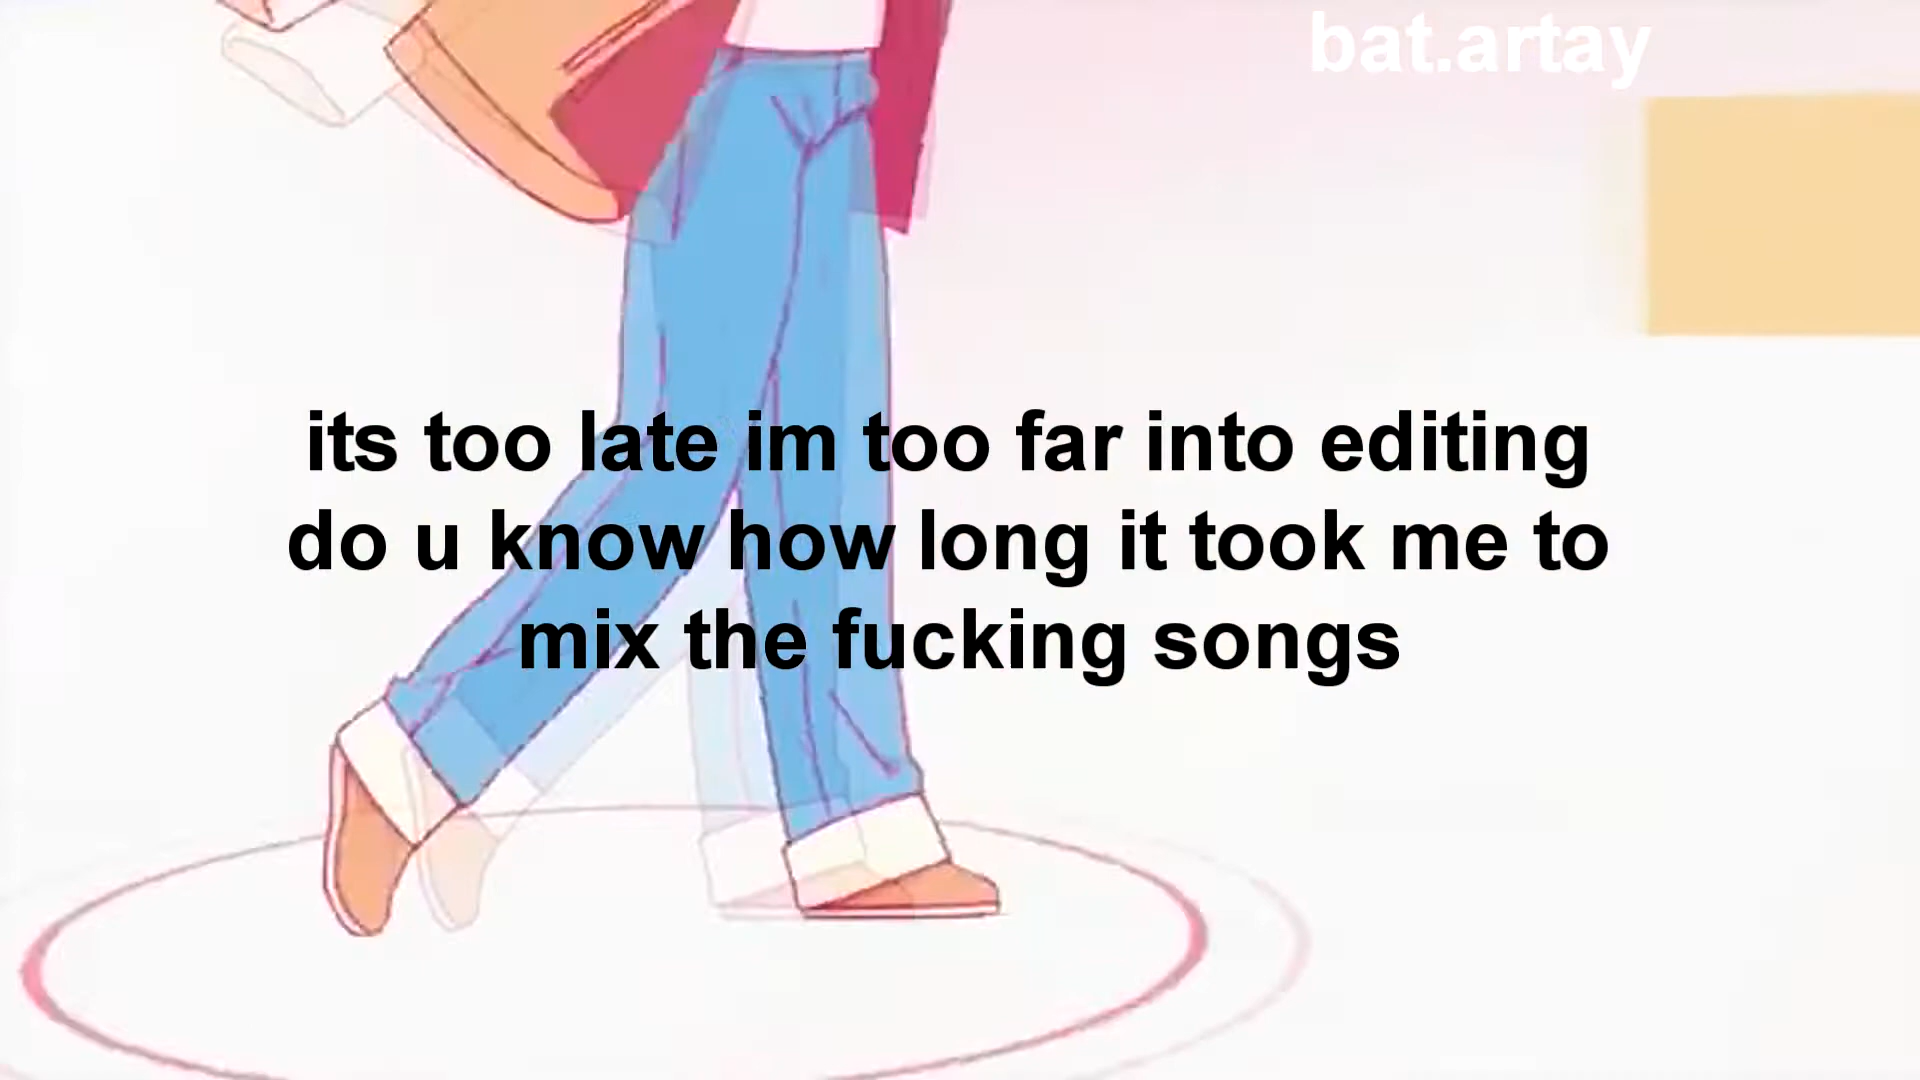 bat.artay
its too late im too far into editing
do u know how long it took me to
mix the fucking songs